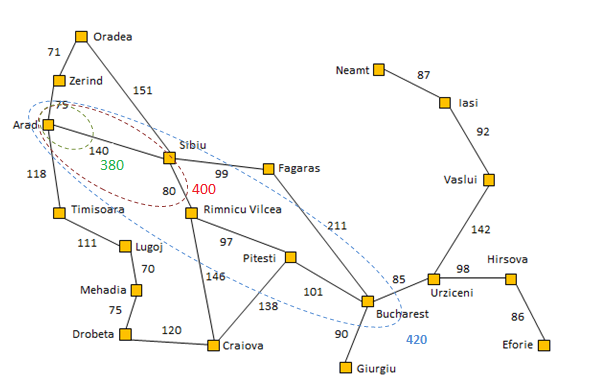 Oradea
71
Neamt
87
Zerind
151
Iasi
75
Arad
92
Sibiu
140
380
99
Fagaras
118
80
400
Vaslui
Timisoara
Rimnicu Vilcea
211
142
111
97
Lugoj
Pitesti
Hirsova
70
146
85
98
Mehadia
101
Urziceni
75
138
Bucharest
86
Drobeta
120
90
420
Craiova
Eforie
Giurgiu